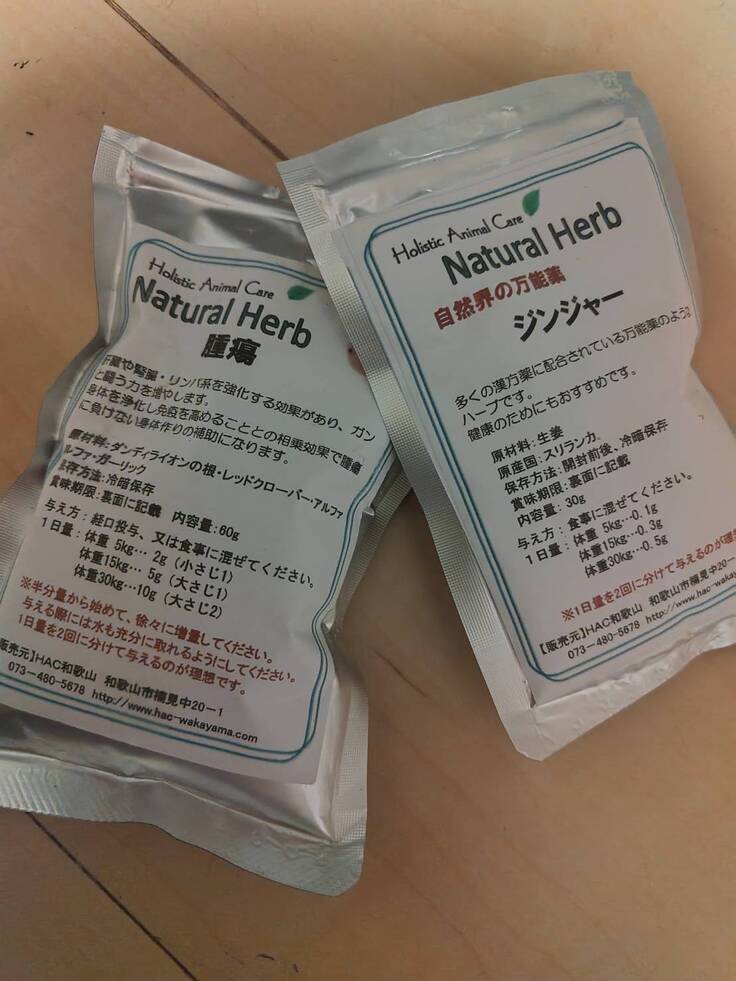 Holistic Animal Care
Natural Herb
腫瘍
肝臓や腎臓・リンパ系を強化する効果があり、ガン
と闘う力を増やします。
身体を浄化し免疫を高めることとの相乗効果で腫瘍
に負けない身体作りの補助になります。
原材料:ダンディライオンの根・レッドクローバー・アルファ
ルファ・ガーリック
保存方法:冷暗保存
賞味期限:裏面に記載 内容量:60g
与え方:経口投与、又は食事に混ぜてください。
1日量:体重 5kg… 2g(小さじ1)
体重15kg… 5g(大さじ1)
体重30kg…10g(大さじ2)
※半分量から始めて、徐々に増量してください。
与える際には水も充分に取れるようにしてください。
1日量を2回に分けて与えるのが理想です。
販売元】HAC和歌山 和歌山市楠見中20-1
073-480-5678 http://www.hac-wakayama.com
Holistic Animal Care
Natural Herb
自然界の万能薬
ジンジャー
多くの漢方薬に配合されている万能薬のような
ハーブです。
健康のためにもおすすめです。
原材料:生姜
原産国:スリランカ
保存方法:開封前後、冷暗保存
賞味期限:裏面に記載
内容量:30g
与え方:食事に混ぜてください。
1日量:体重 5kg…0.1g
体重15kg…0.3g
体重30kg…0.5g
※1日量を2回に分けて与えるのが理想
【販売元】HAC和歌山 和歌山市楠見中20-
073-480-5678 http://www.hac-wakaya